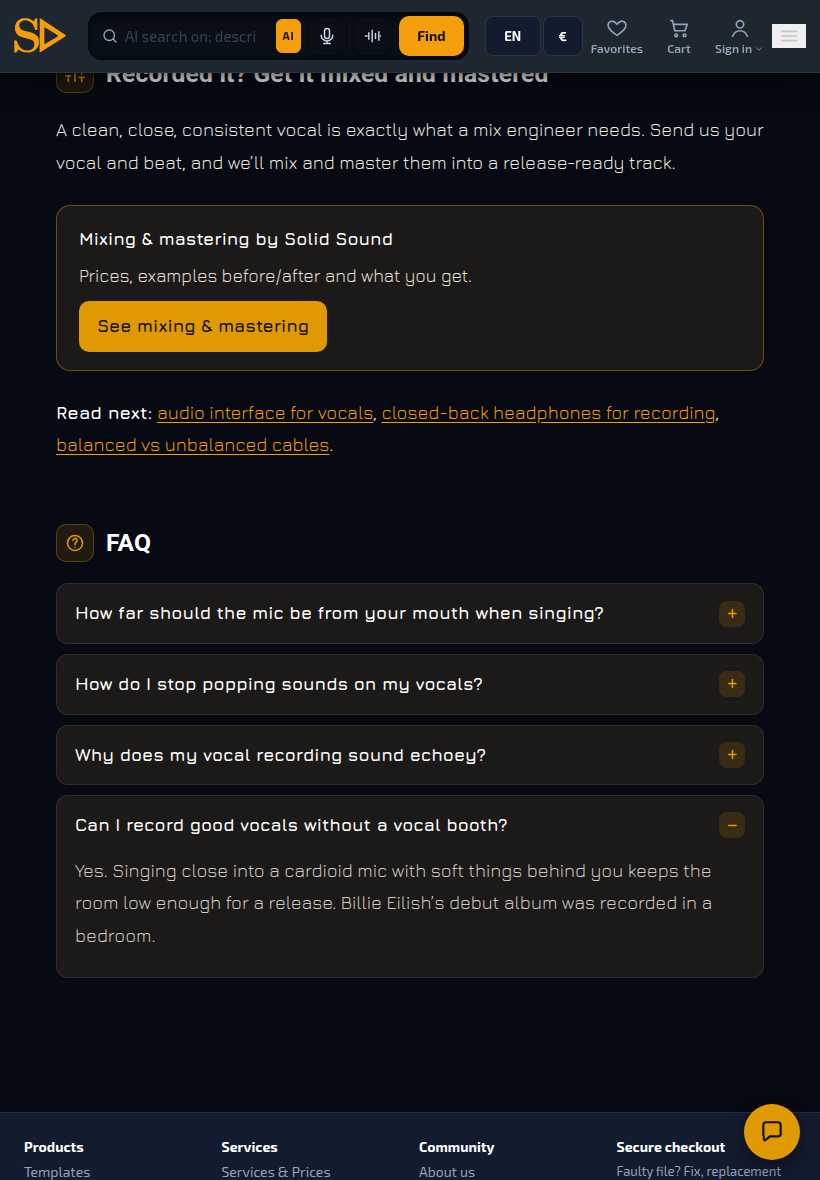 S
AI search on: descri
AI
Find
EN
€
Favorites
Cart
Sign in
Recorded it? Get it mixed and mastered
A clean, close, consistent vocal is exactly what a mix engineer needs. Send us your
vocal and beat, and we'll mix and master them into a release-ready track.
Mixing & mastering by Solid Sound
Prices, examples before/after and what you get.
See mixing & mastering
Read next: audio interface for vocals, closed-back headphones for recording,
balanced vs unbalanced cables.
FAQ
How far should the mic be from your mouth when singing?
+
How do I stop popping sounds on my vocals?
+
Why does my vocal recording sound echoey?
+
Can I record good vocals without a vocal booth?
−
Yes. Singing close into a cardioid mic with soft things behind you keeps the
room low enough for a release. Billie Eilish's debut album was recorded in a
bedroom.
Products
Services
Community
Secure checkout
Templates
Services & Prices
About us
Faulty file? Fix, replacement